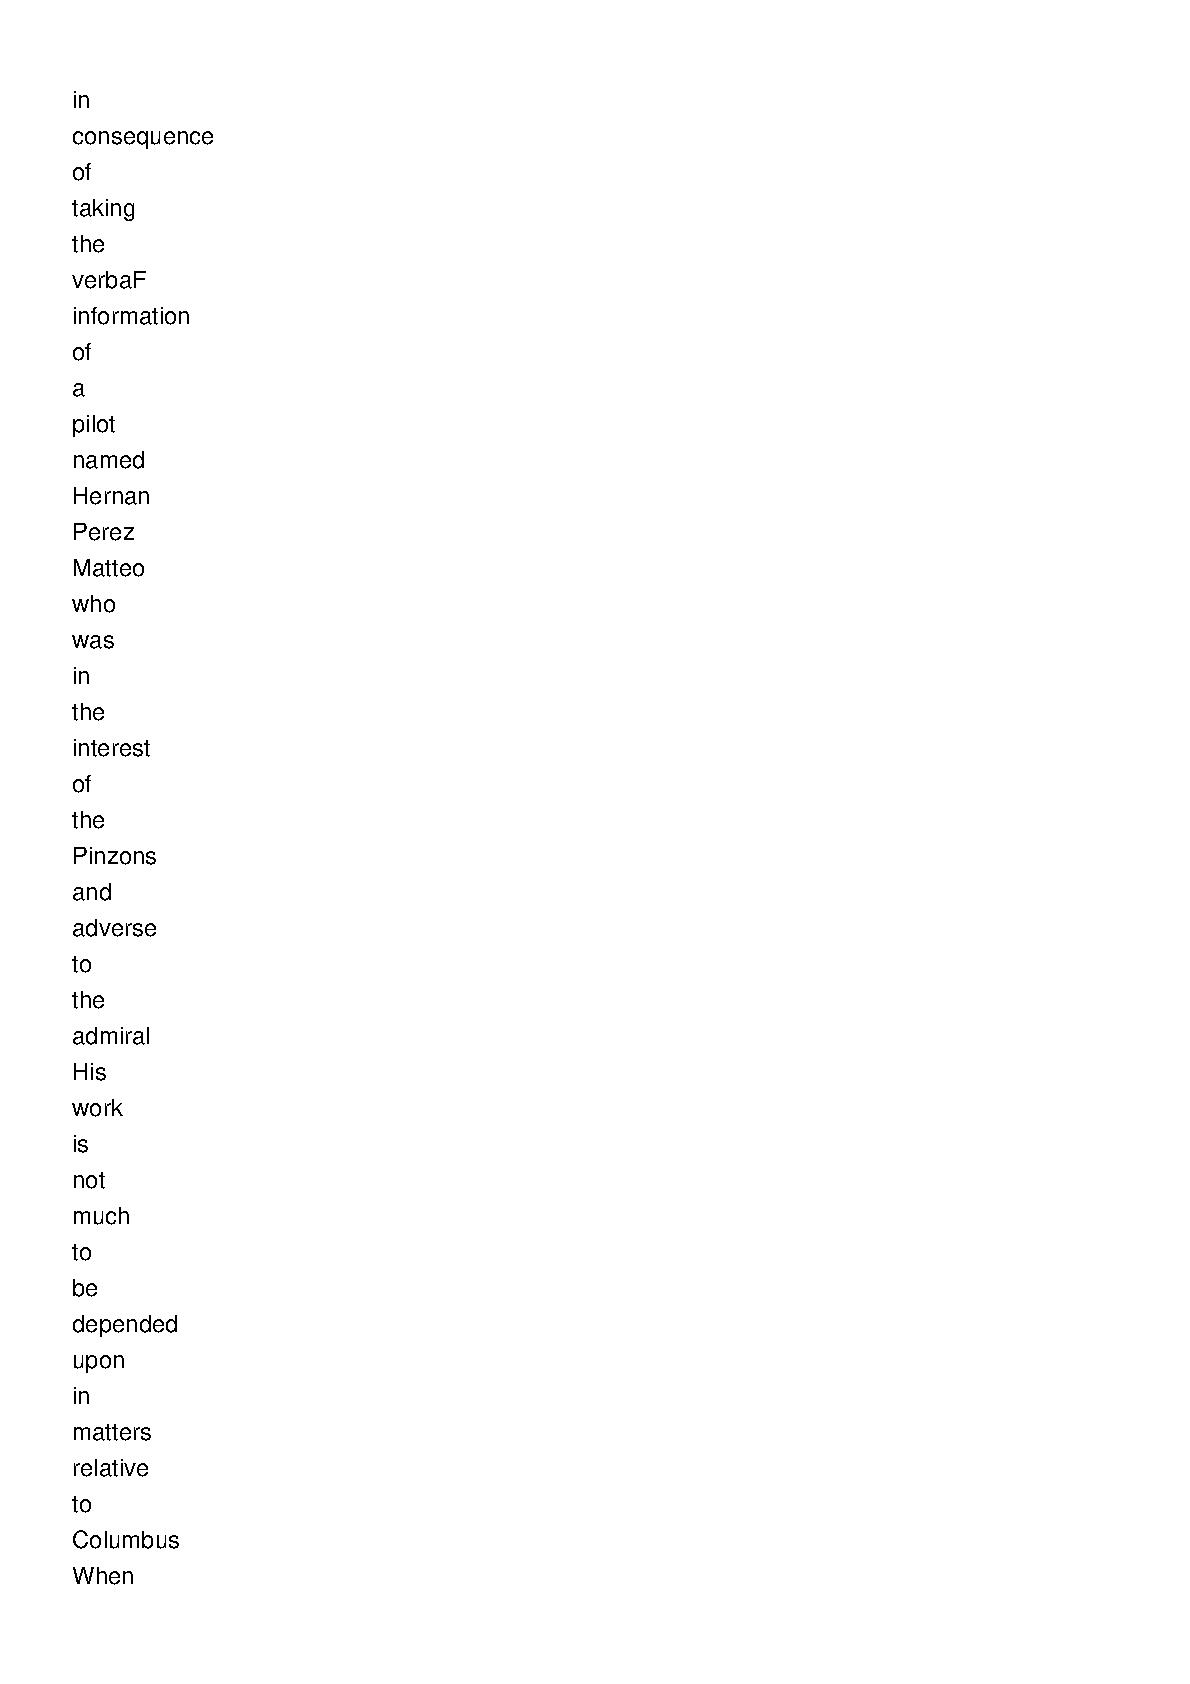 in
consequence
of
taking
the
verbaF
information
of
a
pilot
named
Hernan
Perez
Matteo
who
was
in
the
interest
of
the
Pinzons
and
adverse
to
the
admiral
His
work
is
not
much
to
be
depended
upon
in
matters
relative
to
Columbus
When